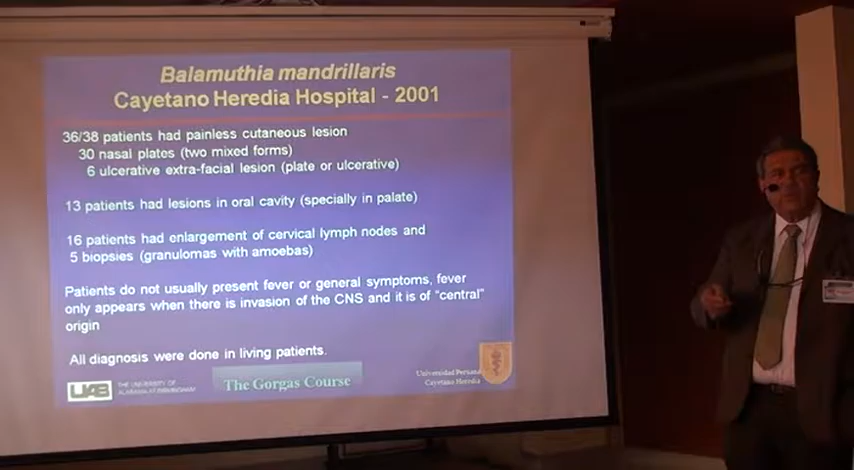 Balamuthia mandrillaris
Cayetano Heredia Hospital - 2001
36/38 patients had painless cutaneous lesion
30 nasal plates (two mixed forms)
6 ulcerative extra-facial lesion (plate or ulcerative)
13 patients had lesions in oral cavity (specially in palate)
16 patients had enlargement of cervical lymph nodes and
5 biopsies (granulomas with amoebas)
Patients do not usually present fever or general symptoms, fever
only appears when there is invasion of the CNS and it is of "central"
origin
All diagnosis were done in living patients.
UAB
THE UNIVERSITY OF
ALABAMA AT BIRMINGHAM
The Gorgas Course
Universidad Peruana
Cayetano Heredia